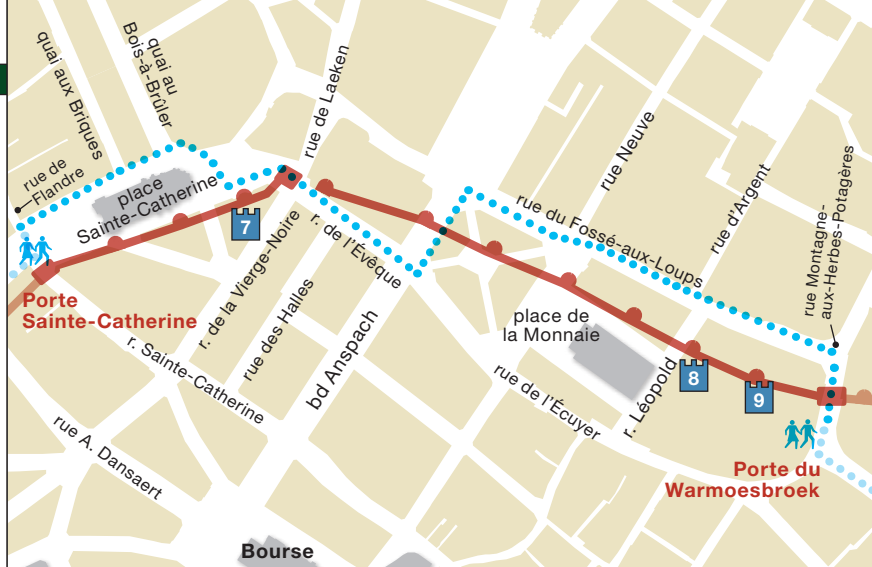 quai aux Briques
quai au
Bois-à-Brûler
rue de Laeken
rue de
Flandre
place
Sainte-Catherine
7
r. de l'Évêque
rue Neuve
rue d'Argent
rue du Fossé-aux-Loups
rue Montagne-
aux-Herbes-Potagères
Porte
Sainte-Catherine
r. de la Vierge-Noire
rue des Halles
r. Sainte-Catherine
bd Anspach
place de
la Monnaie
rue de l'Écuyer
r. Léopold
8
9
rue A. Dansaert
Porte du
Warmoesbroek
Bourse